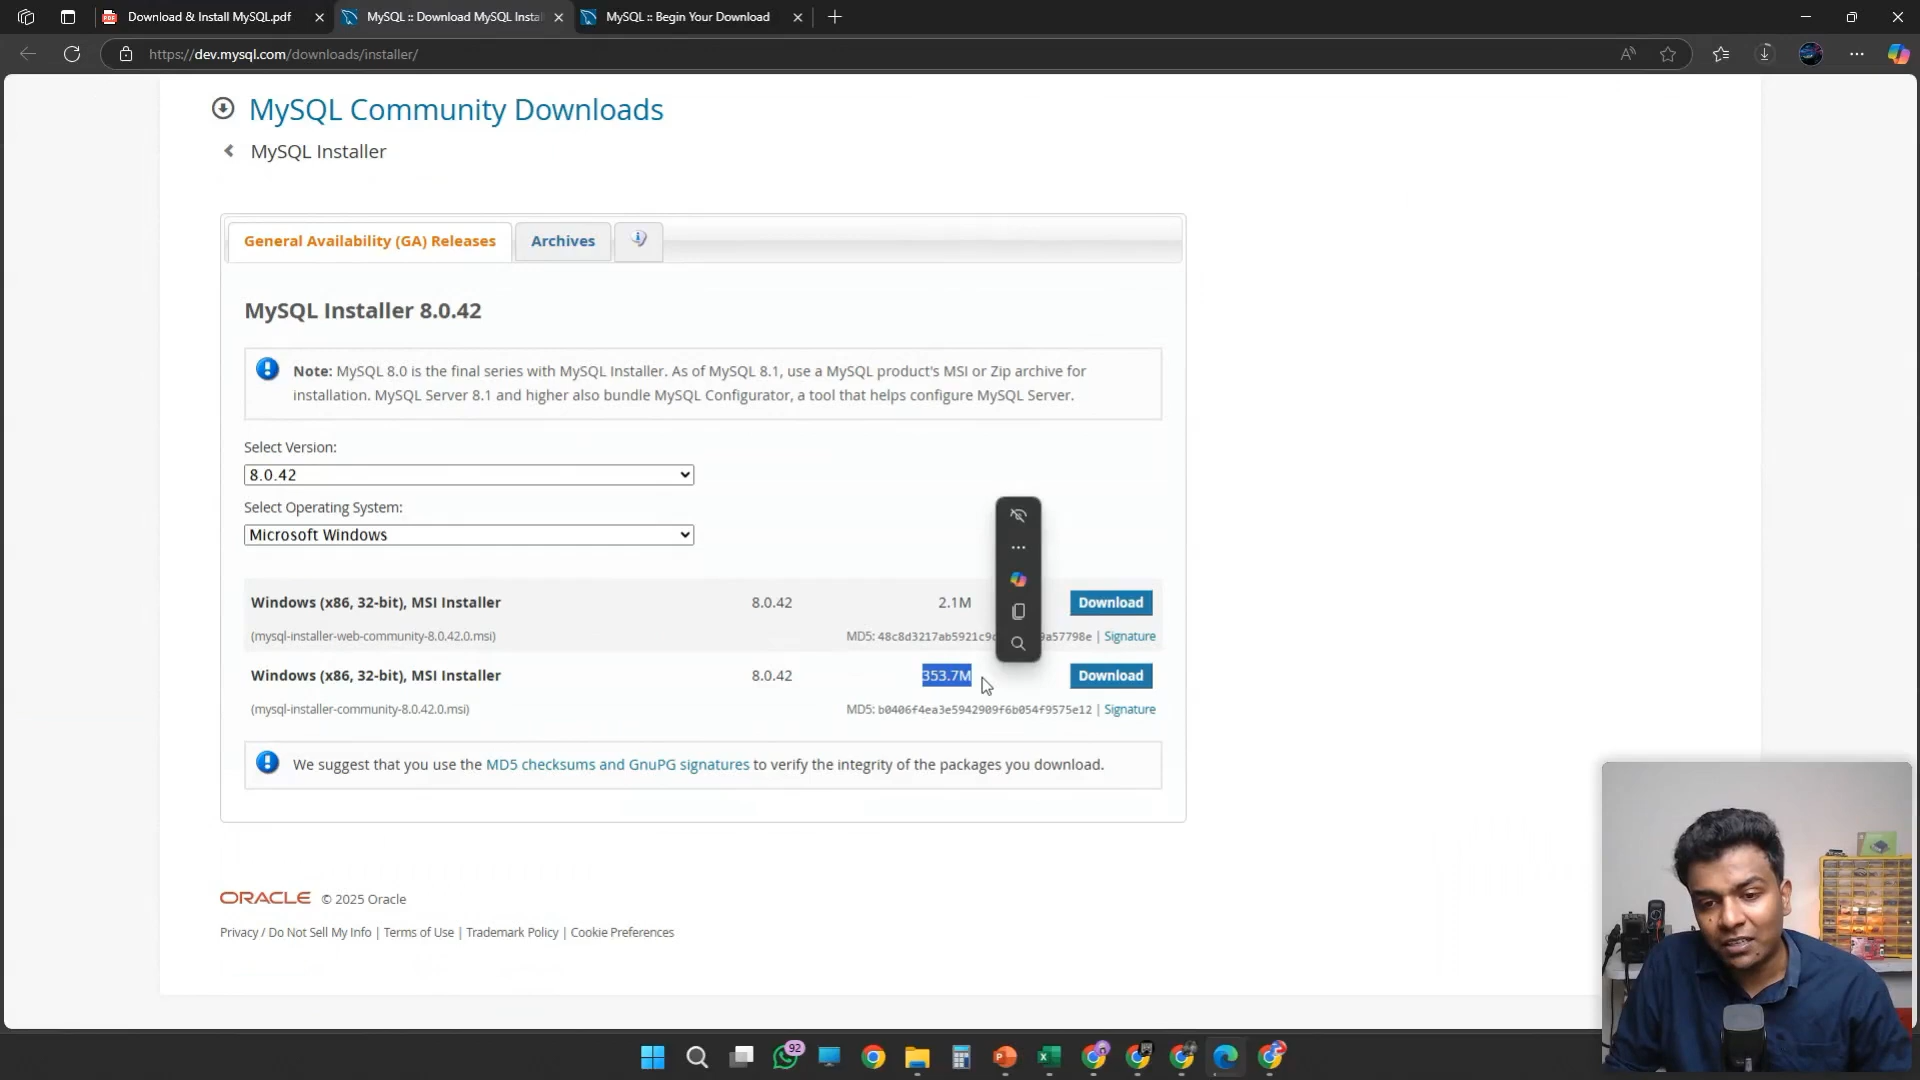 Download & Install MySQL.pdf
MySQL :: Download MySQL Instal
MySQL :: Begin Your Download
https://dev.mysql.com/downloads/installer/
MySQL Community Downloads
MySQL Installer
General Availability (GA) Releases
Archives
MySQL Installer 8.0.42
Note: MySQL 8.0 is the final series with MySQL Installer. As of MySQL 8.1, use a MySQL product's MSI or Zip archive for
installation. MySQL Server 8.1 and higher also bundle MySQL Configurator, a tool that helps configure MySQL Server.
Select Version:
8.0.42
Select Operating System:
Microsoft Windows
Windows (x86, 32-bit), MSI Installer 8.0.42 2.1M Download
(mysql-installer-web-community-8.0.42.0.msi) MD5: 48c8d3217ab5921c9 9a57798e | Signature
Windows (x86, 32-bit), MSI Installer 8.0.42 353.7M Download
(mysql-installer-community-8.0.42.0.msi) MD5: b0406f4ea3e5942909f6b054f9575e12 | Signature
We suggest that you use the MD5 checksums and GnuPG signatures to verify the integrity of the packages you download.
ORACLE © 2025 Oracle
Privacy / Do Not Sell My Info | Terms of Use | Trademark Policy | Cookie Preferences
92